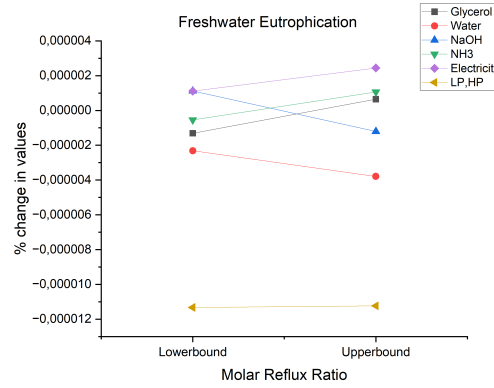 Freshwater Eutrophication
Glycerol
Water
NaOH
NH3
Electricit
LP,HP
0,000004
0,000002
0,000000
−0,000002
−0,000004
−0,000006
−0,000008
−0,000010
−0,000012
% change in values
Lowerbound
Upperbound
Molar Reflux Ratio